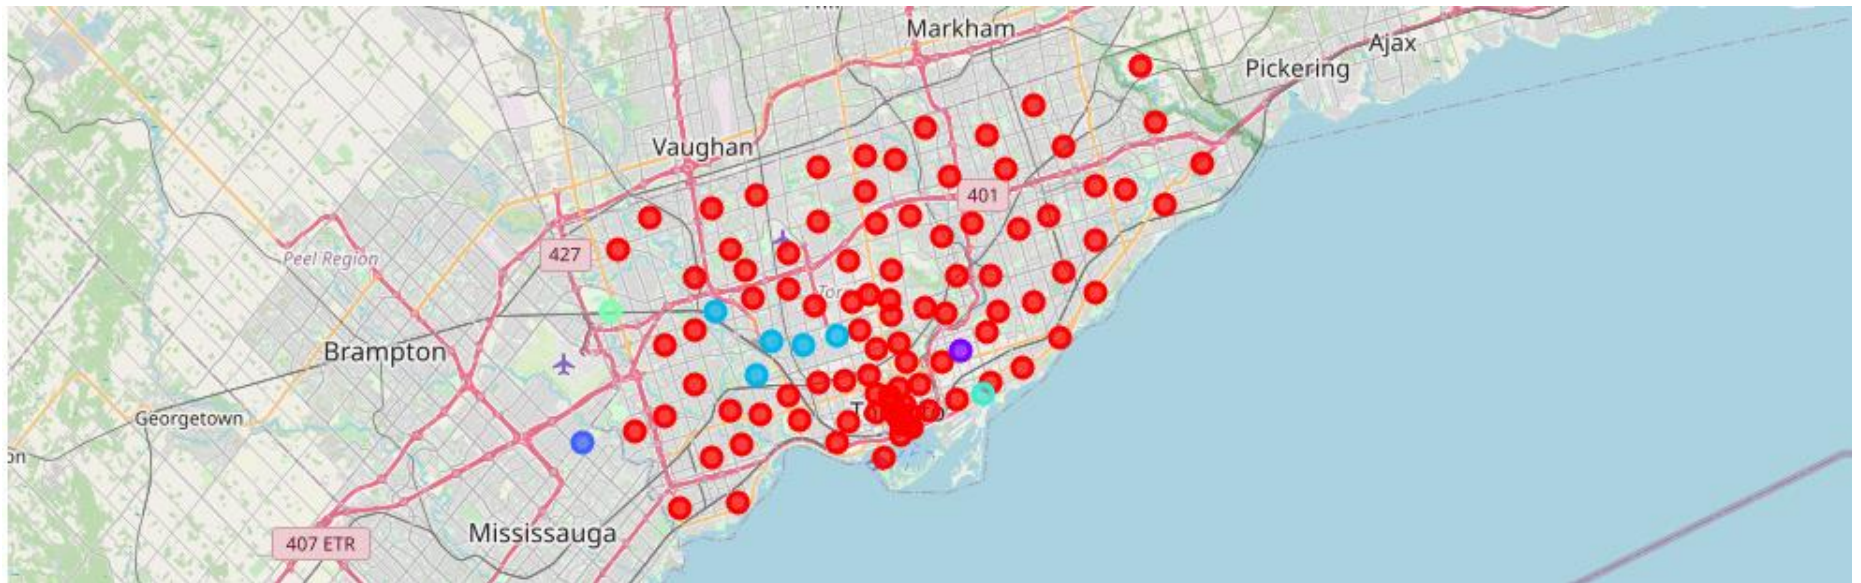 Markham
Ajax
Pickering
Vaughan
401
427
Peel Region
Brampton
Georgetown
on
Mississauga
407 ETR